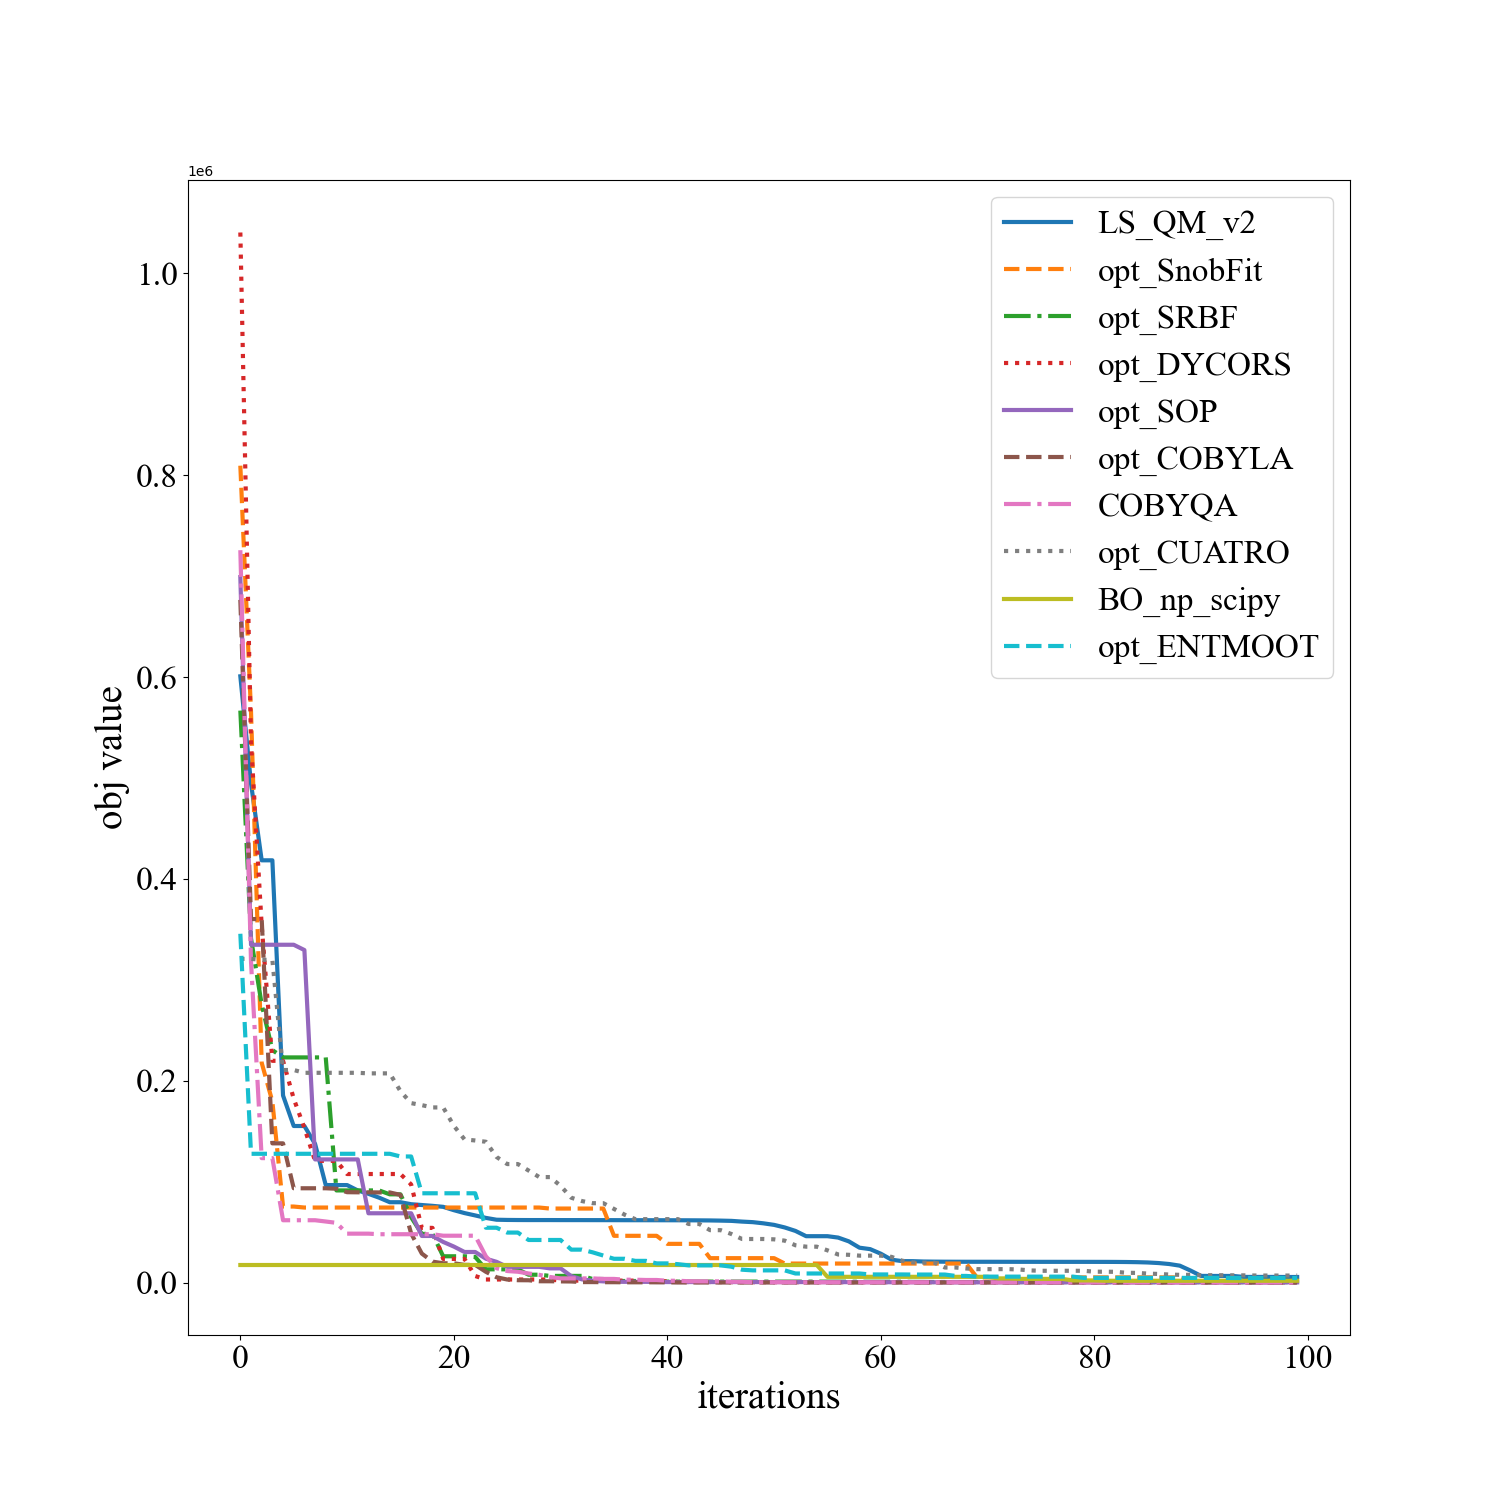 1e6
1.0
0.8
0.6
0.4
0.2
0.0
obj value
0 20 40 60 80 100
iterations
LS_QM_v2
opt_SnobFit
opt_SRBF
opt_DYCORS
opt_SOP
opt_COBYLA
COBYQA
opt_CUATRO
BO_np_scipy
opt_ENTMOOT